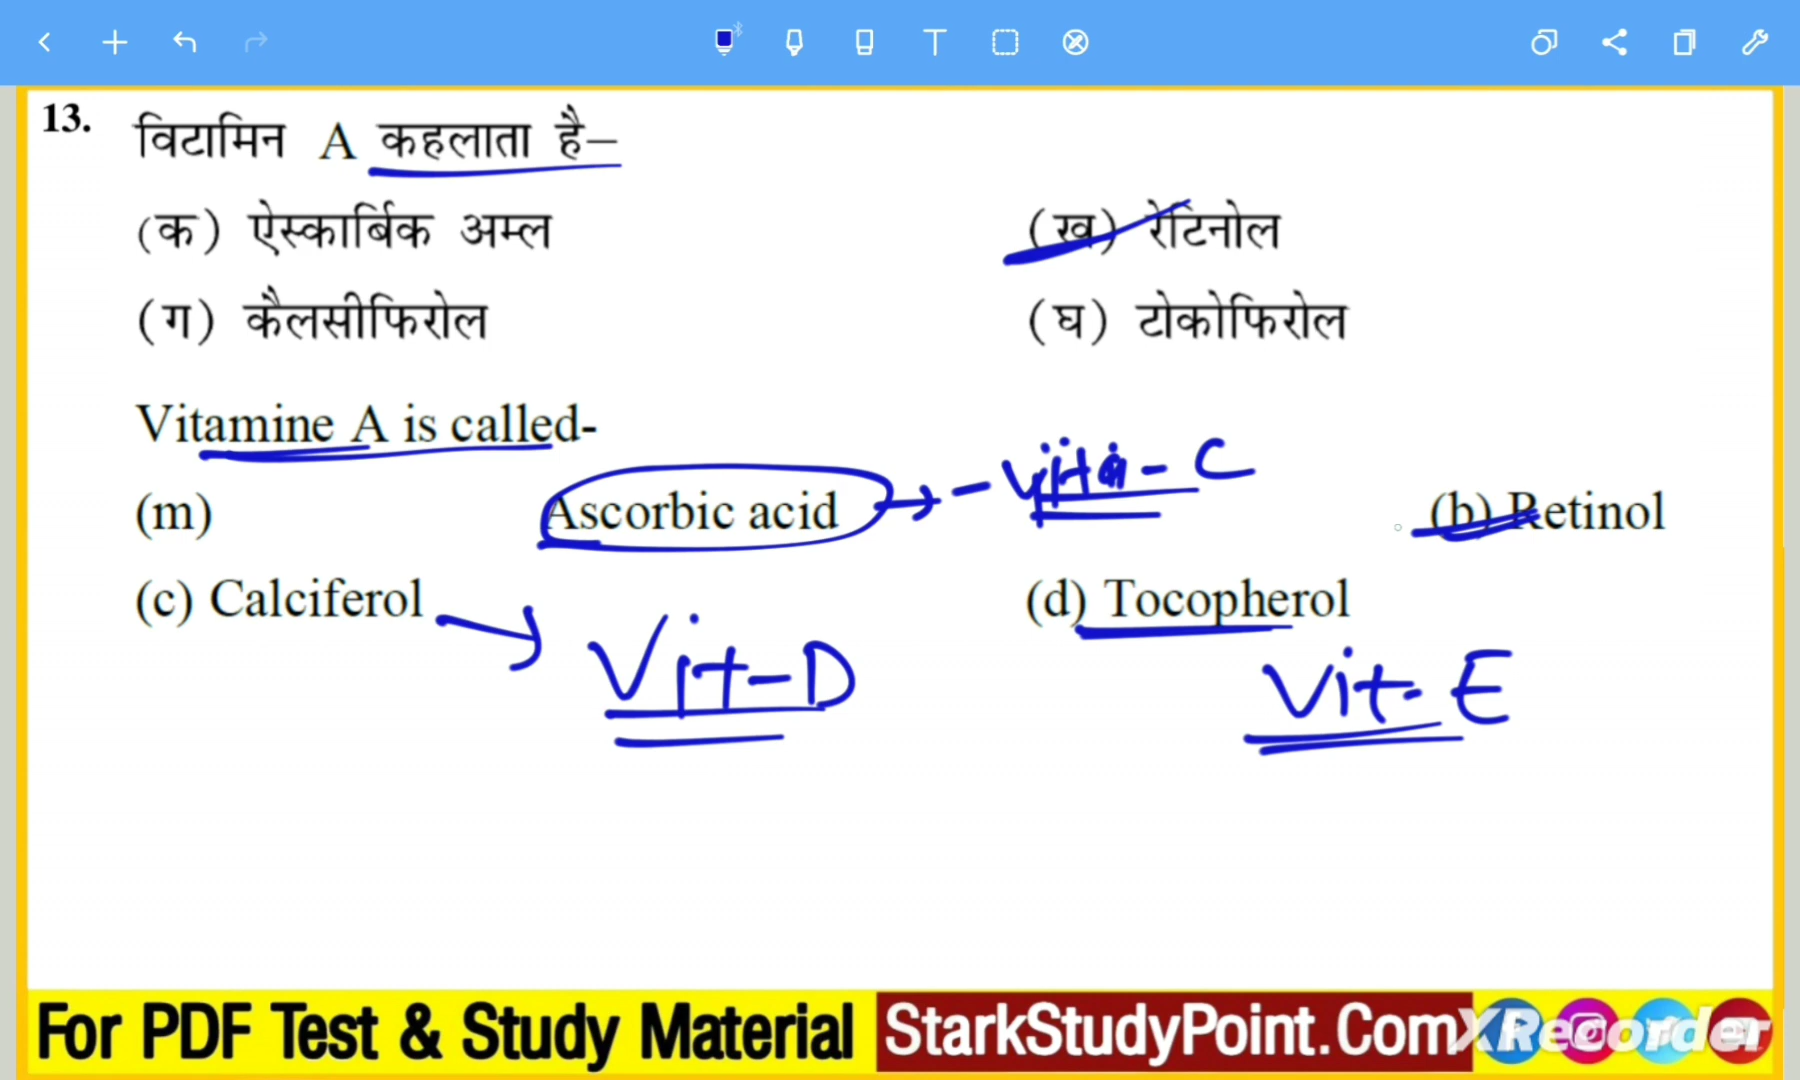 13. विटामिन A कहलाता है–
(क) ऐस्कार्बिक अम्ल (ख) रेटिनोल
(ग) कैलसीफिरोल (घ) टोकोफिरोल
Vitamine A is called-
(m) Ascorbic acid → - Vita - C (b) Retinol
(c) Calciferol → Vit-D (d) Tocopherol
Vit- E
For PDF Test & Study Material StarkStudyPoint.Com XRecorder